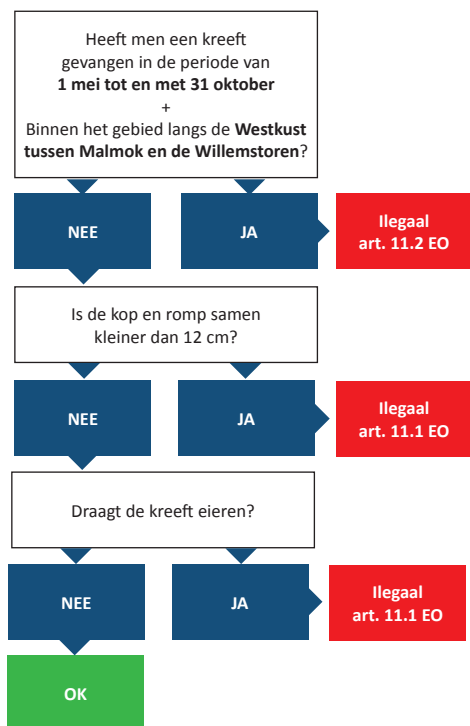 Heeft men een kreeft
gevangen in de periode van
1 mei tot en met 31 oktober
+
Binnen het gebied langs de Westkust
tussen Malmok en de Willemstoren?
NEE
JA
Ilegaal
art. 11.2 EO
Is de kop en romp samen
kleiner dan 12 cm?
NEE
JA
Ilegaal
art. 11.1 EO
Draagt de kreeft eieren?
NEE
JA
Ilegaal
art. 11.1 EO
OK